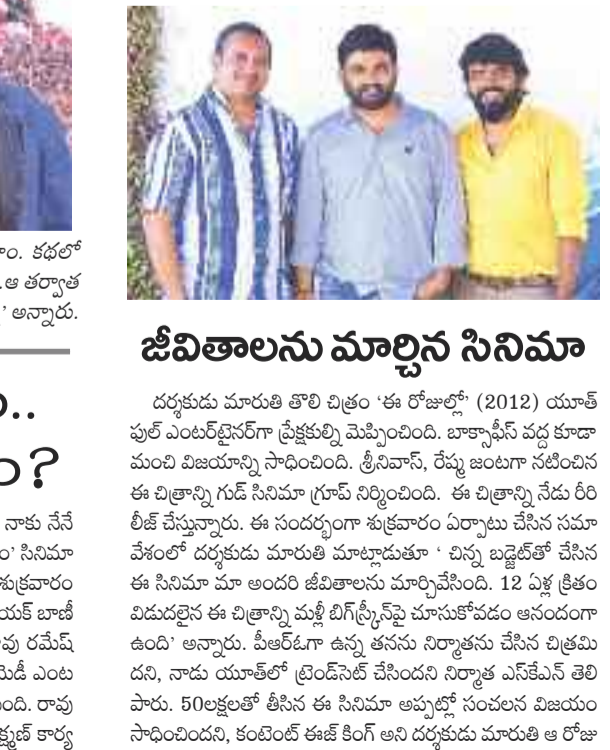 ం. కథలో
.ఆ తర్వాత
' అన్నారు.
..
ం?
నాకు నేనే
ం' సినిమా
శుక్రవారం
యక్ బాణీ
వు రమేష్
మెడీ ఎంట
ంది. రావు
క్ష్మణ్ కార్య
జీవితాలను మార్చిన సినిమా
దర్శకుడు మారుతి తొలి చిత్రం 'ఈ రోజుల్లో' (2012) యూత్
ఫుల్ ఎంటర్‌టైనర్‌గా ప్రేక్షకుల్ని మెప్పించింది. బాక్సాఫీస్ వద్ద కూడా
మంచి విజయాన్ని సాధించింది. శ్రీనివాస్, రేష్మ జంటగా నటించిన
ఈ చిత్రాన్ని గుడ్ సినిమా గ్రూప్ నిర్మించింది. ఈ చిత్రాన్ని నేడు రీరి
లీజ్ చేస్తున్నారు. ఈ సందర్భంగా శుక్రవారం ఏర్పాటు చేసిన సమా
వేశంలో దర్శకుడు మారుతి మాట్లాడుతూ ' చిన్న బడ్జెట్‌తో చేసిన
ఈ సినిమా మా అందరి జీవితాలను మార్చివేసింది. 12 ఏళ్ల క్రితం
విడుదలైన ఈ చిత్రాన్ని మళ్లీ బిగ్‌స్క్రీన్‌పై చూసుకోవడం ఆనందంగా
ఉంది' అన్నారు. పీఆర్ఓగా ఉన్న తనను నిర్మాతను చేసిన చిత్రమి
దని, నాడు యూత్‌లో ట్రెండ్‌సెట్ చేసిందని నిర్మాత ఎస్‌కేఎన్ తెలి
పారు. 50లక్షలతో తీసిన ఈ సినిమా అప్పట్లో సంచలన విజయం
సాధించిందని, కంటెంట్ ఈజ్ కింగ్ అని దర్శకుడు మారుతి ఆ రోజు